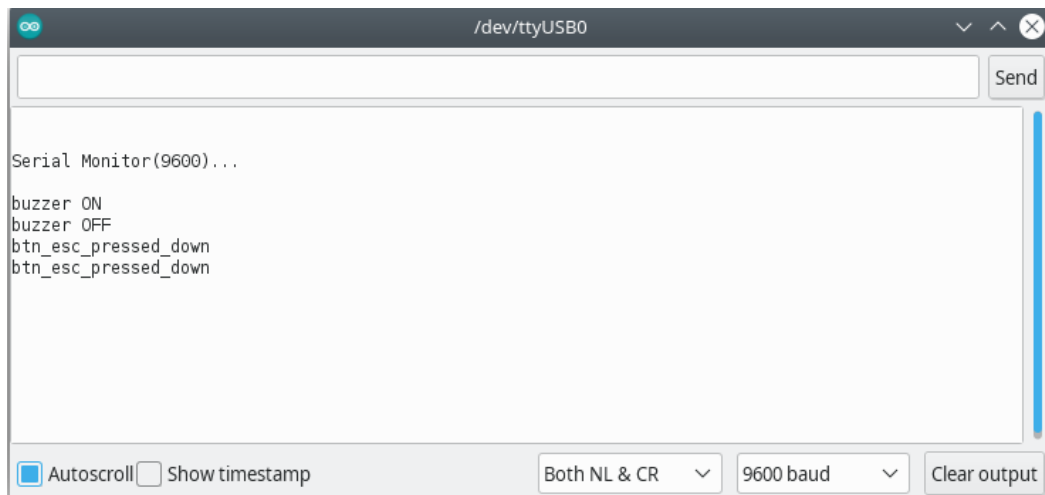 /dev/ttyUSB0
Send
Serial Monitor(9600)...
buzzer ON
buzzer OFF
btn_esc_pressed_down
btn_esc_pressed_down
Autoscroll Show timestamp Both NL & CR 9600 baud Clear output